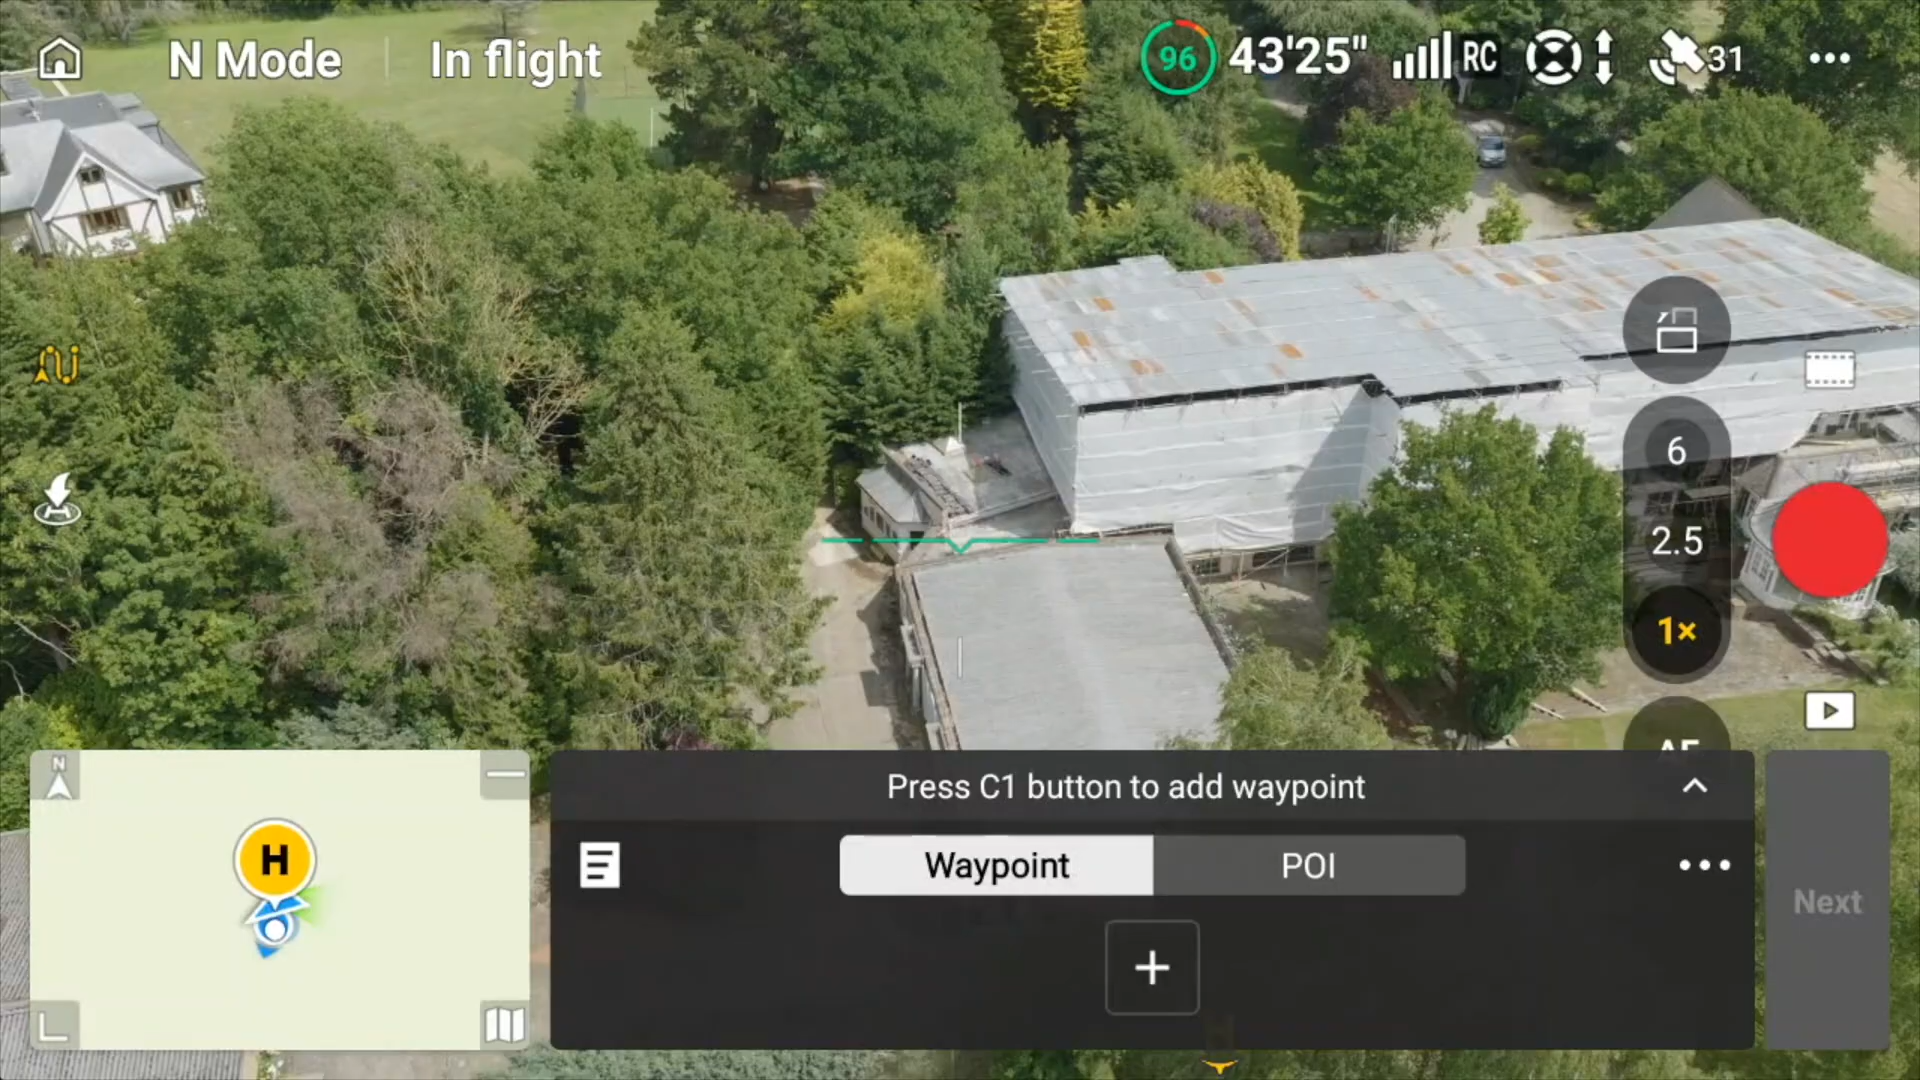 N Mode
In flight
96
43'25"
RC
31
6
2.5
1×
AF
N
H
Press C1 button to add waypoint
Waypoint
POI
Next